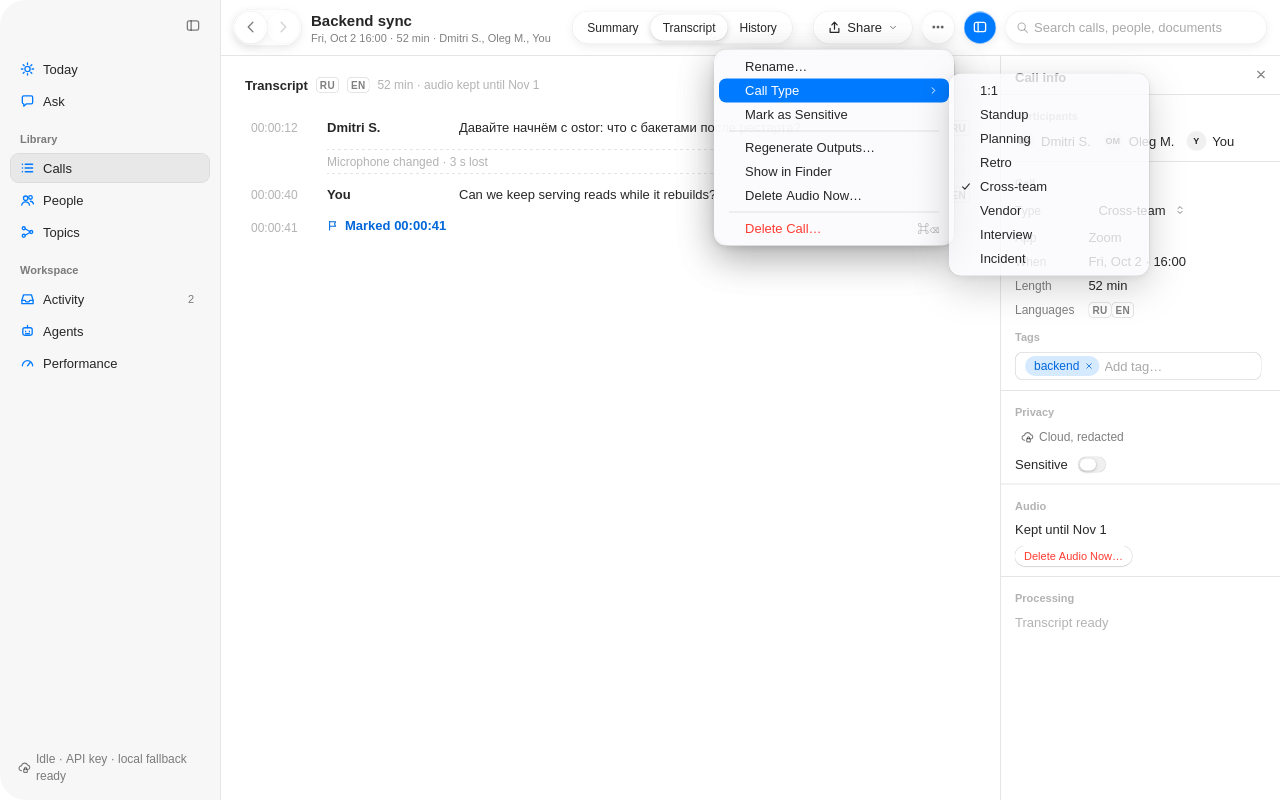 Backend sync
Fri, Oct 2 16:00 · 52 min · Dmitri S., Oleg M., You
Summary
Transcript
History
Share
Search calls, people, documents
Today
Ask
Library
Calls
People
Topics
Workspace
Activity 2
Agents
Performance
Idle · API key · local fallback
ready
Transcript RU EN 52 min · audio kept until Nov 1
00:00:12 Dmitri S. Давайте начнём с ostor: что с бакетами RU
Microphone changed · 3 s lost
00:00:40 You Can we keep serving reads while it rebuilds? EN
00:00:41 Marked 00:00:41
Rename…
Call Type
Mark as Sensitive
Regenerate Outputs…
Show in Finder
Delete Audio Now…
Delete Call… ⌘⌫
1:1
Standup
Planning
Retro
Cross-team
Vendor
Interview
Incident
Call Info
Participants
Dmitri S. OM Oleg M. Y You
Type Cross-team
Zoom
When Fri, Oct 2 16:00
Length 52 min
Languages RU EN
Tags
backend Add tag…
Privacy
Cloud, redacted
Sensitive
Audio
Kept until Nov 1
Delete Audio Now…
Processing
Transcript ready